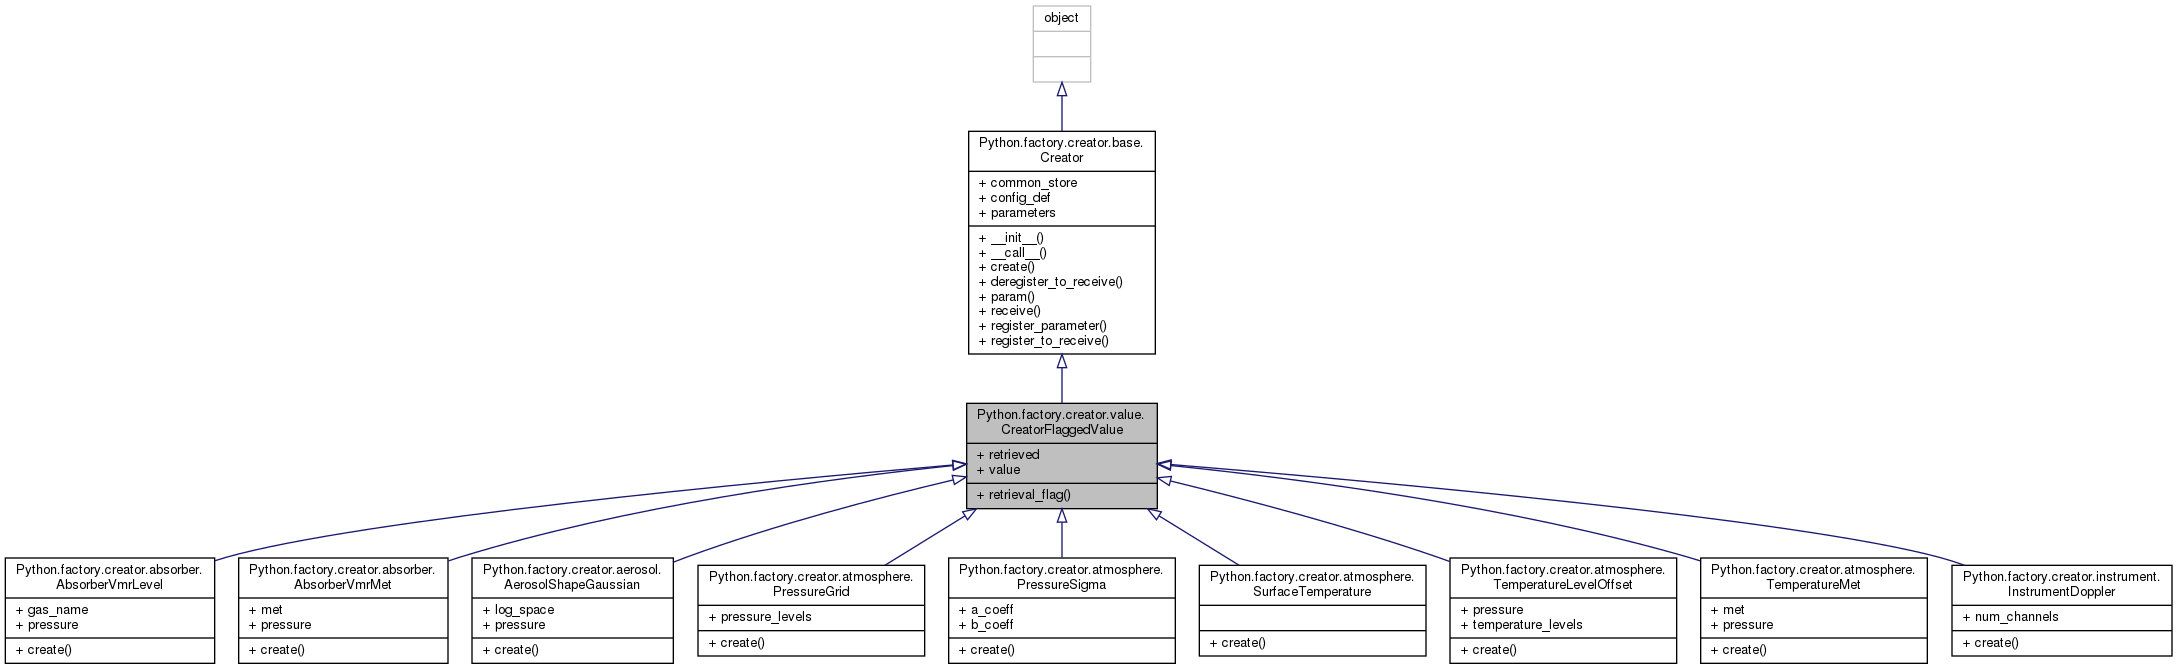 object
Python.factory.creator.base.
Creator
+ common_store
+ config_def
+ parameters
+ __init__()
+ __call__()
+ create()
+ deregister_to_receive()
+ param()
+ receive()
+ register_parameter()
+ register_to_receive()
Python.factory.creator.value.
CreatorFlaggedValue
+ retrieved
+ value
+ retrieval_flag()
Python.factory.creator.absorber.
AbsorberVmrLevel
+ gas_name
+ pressure
+ create()
Python.factory.creator.absorber.
AbsorberVmrMet
+ met
+ pressure
+ create()
Python.factory.creator.aerosol.
AerosolShapeGaussian
+ log_space
+ pressure
+ create()
Python.factory.creator.atmosphere.
PressureGrid
+ pressure_levels
+ create()
Python.factory.creator.atmosphere.
PressureSigma
+ a_coeff
+ b_coeff
+ create()
Python.factory.creator.atmosphere.
SurfaceTemperature
+ create()
Python.factory.creator.atmosphere.
TemperatureLevelOffset
+ pressure
+ temperature_levels
+ create()
Python.factory.creator.atmosphere.
TemperatureMet
+ met
+ pressure
+ create()
Python.factory.creator.instrument.
InstrumentDoppler
+ num_channels
+ create()